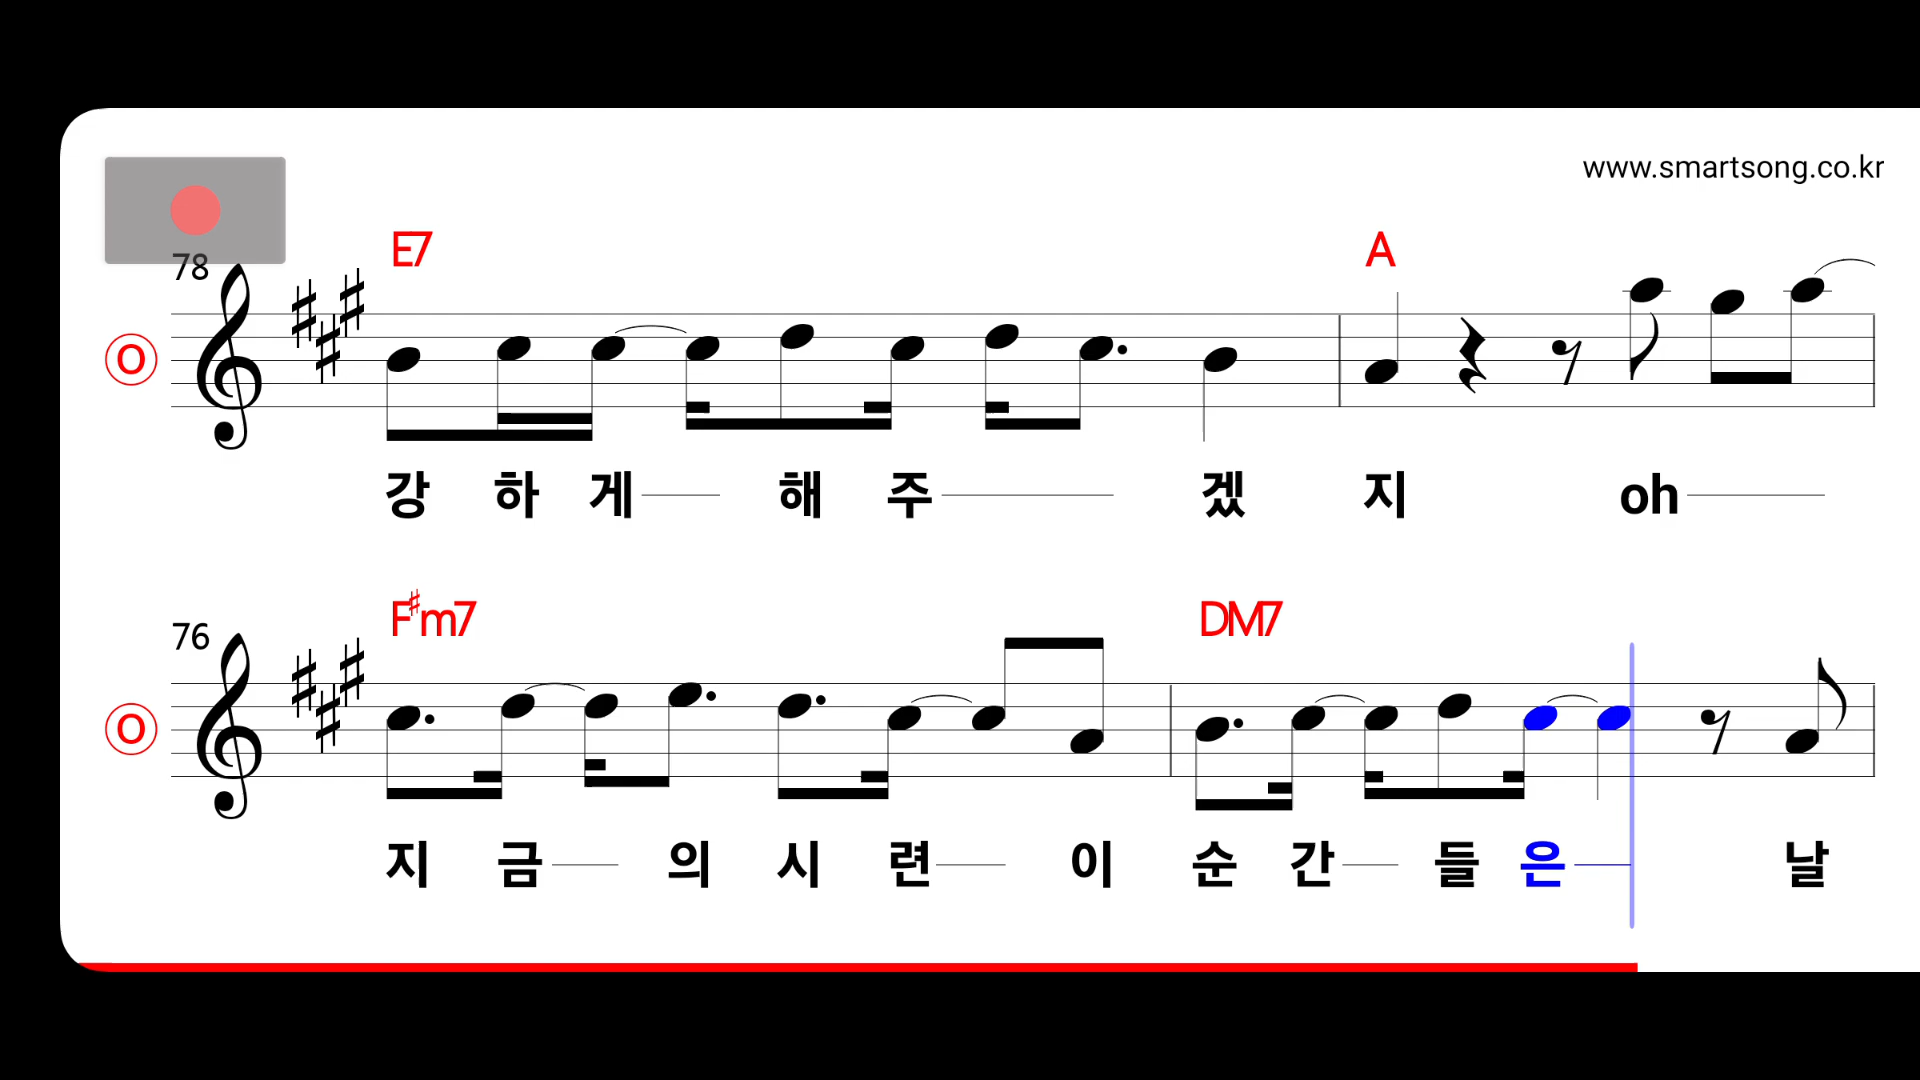 www.smartsong.co.kr
E7 A
78
O
강 하 게 해 주 겠 지 oh
F#m7 DM7
76
O
지 금 의 시 련 이 순 간 들 은 날